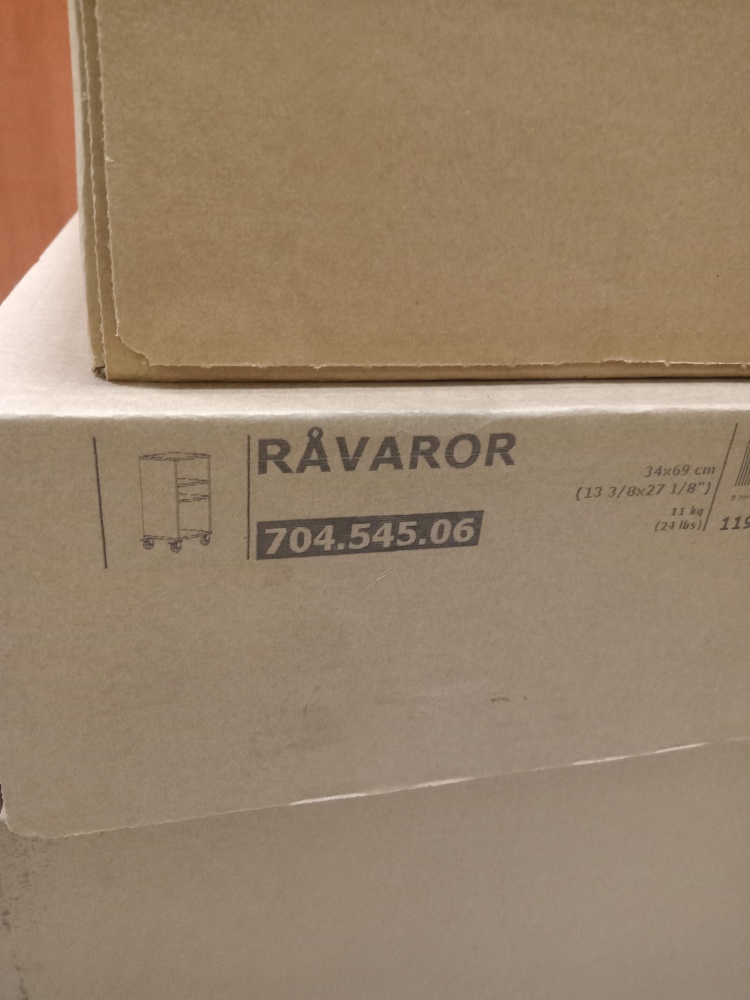 RÅVAROR
704.545.06
34x69 cm
(13 3/8x27 1/8")
11 kg
(24 lbs)